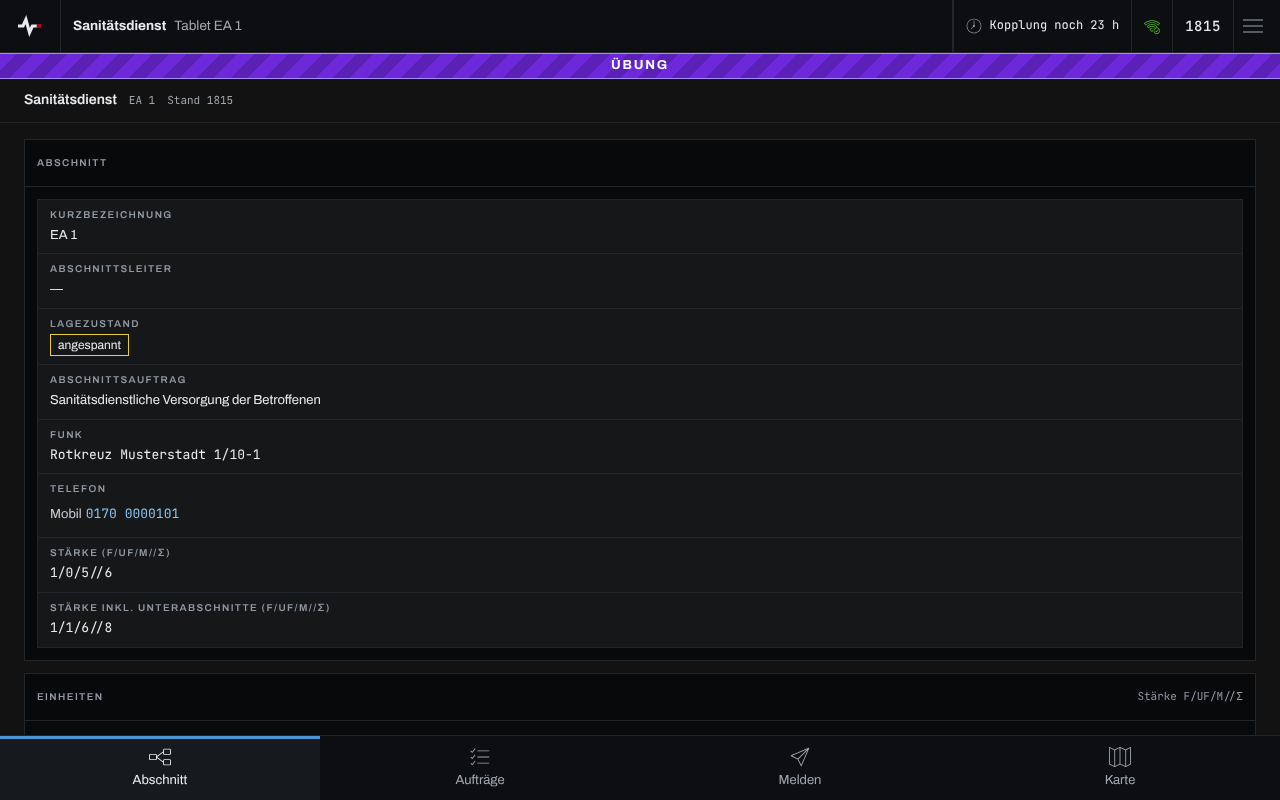 Sanitätsdienst Tablet EA 1 Kopplung noch 23 h 1815
ÜBUNG
Sanitätsdienst EA 1 Stand 1815
ABSCHNITT
KURZBEZEICHNUNG
EA 1
ABSCHNITTSLEITER
—
LAGEZUSTAND
angespannt
ABSCHNITTSAUFTRAG
Sanitätsdienstliche Versorgung der Betroffenen
FUNK
Rotkreuz Musterstadt 1/10-1
TELEFON
Mobil 0170 0000101
STÄRKE (F/UF/M//Σ)
1/0/5//6
STÄRKE INKL. UNTERABSCHNITTE (F/UF/M//Σ)
1/1/6//8
EINHEITEN Stärke F/UF/M//Σ
Abschnitt Aufträge Melden Karte